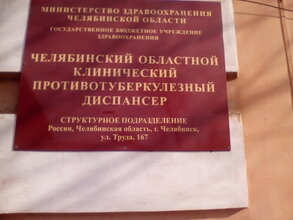 МИНИСТЕРСТВО ЗДРАВООХРАНЕНИЯ
ЧЕЛЯБИНСКОЙ ОБЛАСТИ
ГОСУДАРСТВЕННОЕ БЮДЖЕТНОЕ УЧРЕЖДЕНИЕ
ЗДРАВООХРАНЕНИЯ
ЧЕЛЯБИНСКИЙ ОБЛАСТНОЙ
КЛИНИЧЕСКИЙ
ПРОТИВОТУБЕРКУЛЕЗНЫЙ
ДИСПАНСЕР
СТРУКТУРНОЕ ПОДРАЗДЕЛЕНИЕ
Россия, Челябинская область, г. Челябинск,
ул. Труда, 167